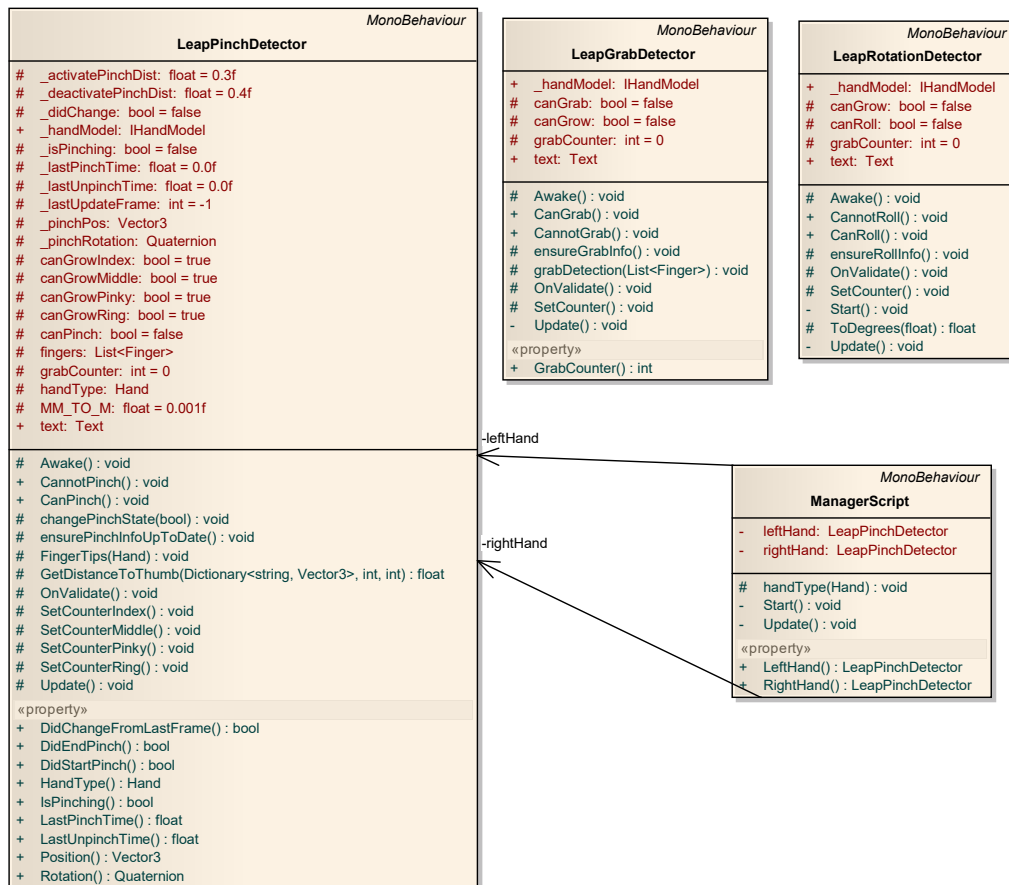 MonoBehaviour
LeapPinchDetector
# _activatePinchDist: float = 0.3f
# _deactivatePinchDist: float = 0.4f
# _didChange: bool = false
+ _handModel: IHandModel
# _isPinching: bool = false
# _lastPinchTime: float = 0.0f
# _lastUnpinchTime: float = 0.0f
# _lastUpdateFrame: int = -1
# _pinchPos: Vector3
# _pinchRotation: Quaternion
# canGrowIndex: bool = true
# canGrowMiddle: bool = true
# canGrowPinky: bool = true
# canGrowRing: bool = true
# canPinch: bool = false
# fingers: List<Finger>
# grabCounter: int = 0
# handType: Hand
# MM_TO_M: float = 0.001f
+ text: Text
# Awake() : void
+ CannotPinch() : void
+ CanPinch() : void
# changePinchState(bool) : void
# ensurePinchInfoUpToDate() : void
# FingerTips(Hand) : void
# GetDistanceToThumb(Dictionary<string, Vector3>, int, int) : float
# OnValidate() : void
# SetCounterIndex() : void
# SetCounterMiddle() : void
# SetCounterPinky() : void
# SetCounterRing() : void
# Update() : void
«property»
+ DidChangeFromLastFrame() : bool
+ DidEndPinch() : bool
+ DidStartPinch() : bool
+ HandType() : Hand
+ IsPinching() : bool
+ LastPinchTime() : float
+ LastUnpinchTime() : float
+ Position() : Vector3
+ Rotation() : Quaternion
MonoBehaviour
LeapGrabDetector
+ _handModel: IHandModel
# canGrab: bool = false
# canGrow: bool = false
# grabCounter: int = 0
+ text: Text
# Awake() : void
+ CanGrab() : void
+ CannotGrab() : void
# ensureGrabInfo() : void
# grabDetection(List<Finger>) : void
# OnValidate() : void
# SetCounter() : void
- Update() : void
«property»
+ GrabCounter() : int
MonoBehaviour
LeapRotationDetector
+ _handModel: IHandModel
# canGrow: bool = false
# canRoll: bool = false
# grabCounter: int = 0
+ text: Text
# Awake() : void
+ CannotRoll() : void
+ CanRoll() : void
# ensureRollInfo() : void
# OnValidate() : void
# SetCounter() : void
- Start() : void
# ToDegrees(float) : float
- Update() : void
-leftHand
-rightHand
MonoBehaviour
ManagerScript
- leftHand: LeapPinchDetector
- rightHand: LeapPinchDetector
# handType(Hand) : void
- Start() : void
- Update() : void
«property»
+ LeftHand() : LeapPinchDetector
+ RightHand() : LeapPinchDetector